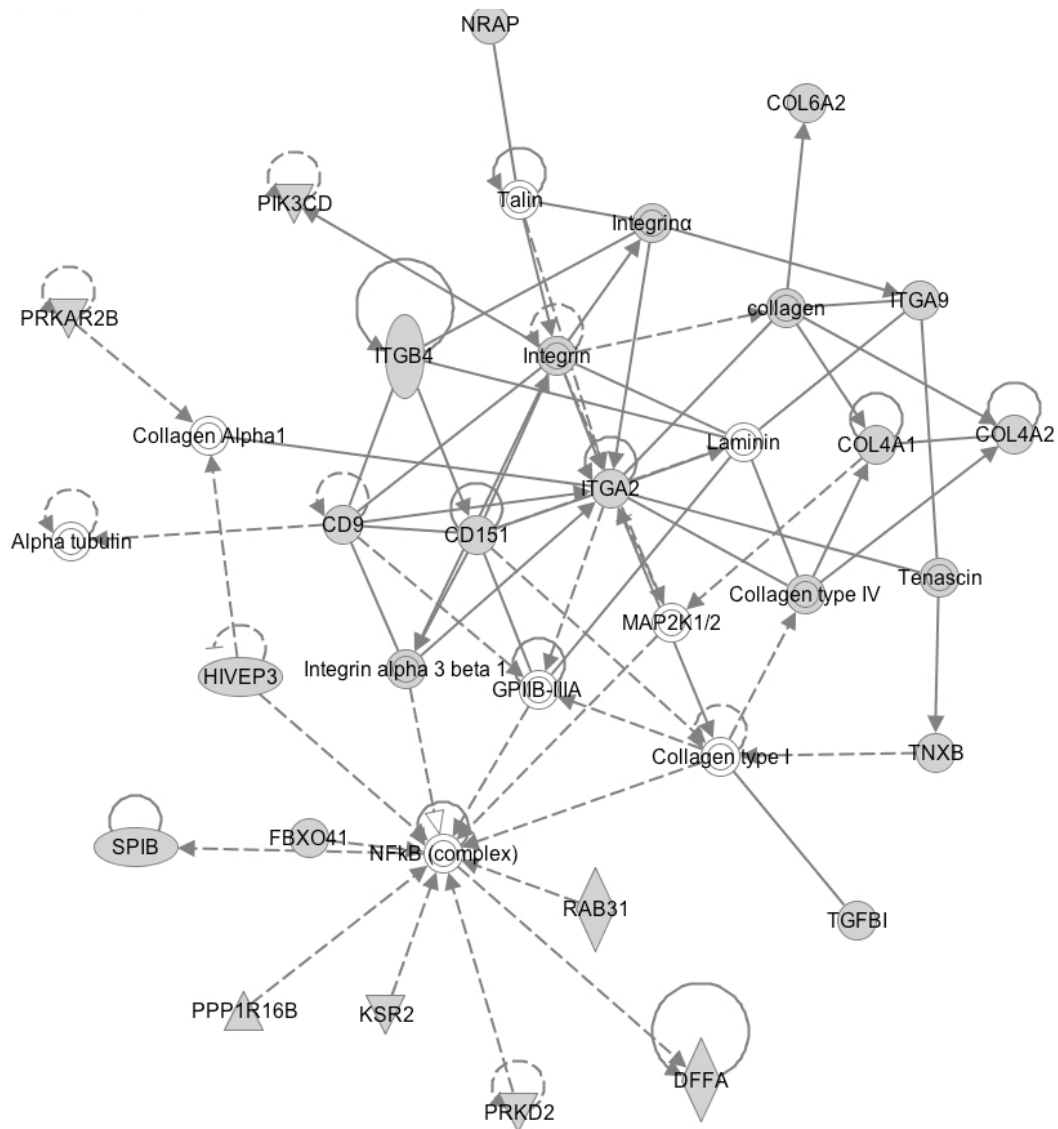 NRAP
COL6A2
PIK3CD
Talin
Integrinα
PRKAR2B
collagen
ITGA9
ITGB4
Integrin
Collagen Alpha1
Laminin
COL4A1
COL4A2
ITGA2
Alpha tubulin
CD9
CD151
Collagen type IV
Tenascin
MAP2K1/2
HIVEP3
Integrin alpha 3 beta 1
GPIIB-IIIA
Collagen type I
TNXB
SPIB
FBXO41
NFkB (complex)
RAB31
TGFBI
PPP1R16B
KSR2
DFFA
PRKD2